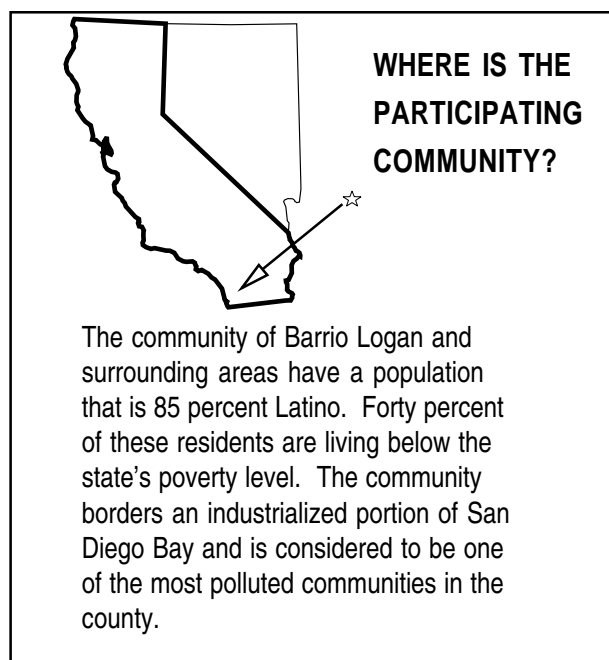 WHERE IS THE
PARTICIPATING
COMMUNITY?
The community of Barrio Logan and
surrounding areas have a population
that is 85 percent Latino.  Forty percent
of these residents are living below the
state's poverty level.  The community
borders an industrialized portion of San
Diego Bay and is considered to be one
of the most polluted communities in the
county.